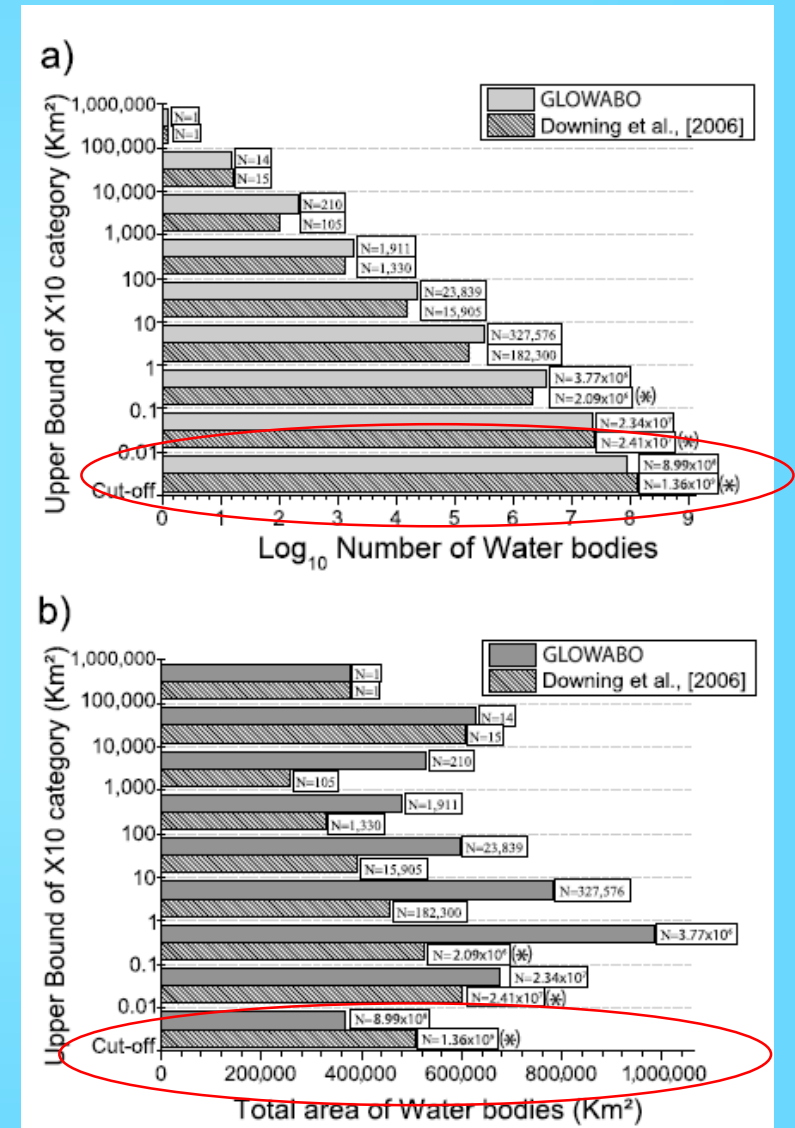 a)
Upper Bound of X10 category (Km²)
GLOWABO
Downing et al., [2006]
1,000,000
N=1
N=1
100,000
N=14
N=15
10,000
N=210
N=105
1,000
N=1,911
N=1,330
100
N=23,839
N=15,905
10
N=327,576
N=182,300
1
N=3.77x10⁶
N=2.09x10⁶ (*)
0.1
N=2.34x10⁷
N=2.41x10⁷ (*)
0.01
N=8.99x10⁸
N=1.36x10⁹ (*)
Cut-off
0 1 2 3 4 5 6 7 8 9
Log₁₀ Number of Water bodies
b)
Upper Bound of X10 category (Km²)
GLOWABO
Downing et al., [2006]
1,000,000
N=1
N=1
100,000
N=14
N=15
10,000
N=210
N=105
1,000
N=1,911
N=1,330
100
N=23,839
N=15,905
10
N=327,576
N=182,300
1
N=3.77x10⁶
N=2.09x10⁶ (*)
0.1
N=2.34x10⁷
N=2.41x10⁷ (*)
0.01
N=8.99x10⁸
N=1.36x10⁹ (*)
Cut-off
0 200,000 400,000 600,000 800,000 1,000,000
Total area of Water bodies (Km²)